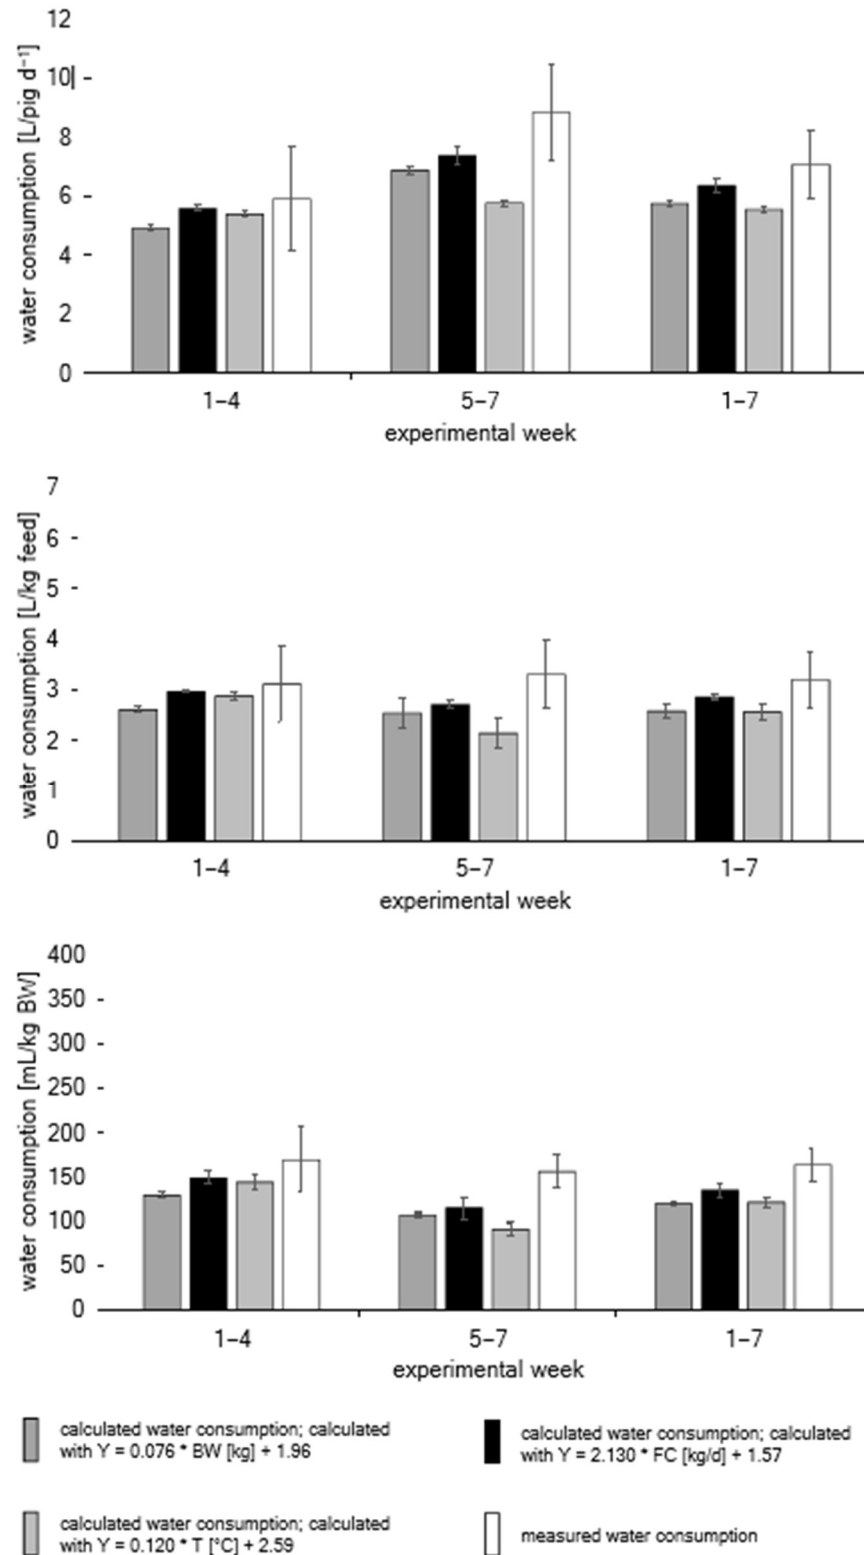 water consumption [L/pig d⁻¹]
12
10
8
6
4
2
0
1–4
5–7
1–7
experimental week
water consumption [L/kg feed]
7
6
5
4
3
2
1
0
1–4
5–7
1–7
experimental week
water consumption [mL/kg BW]
400
350
300
250
200
150
100
50
0
1–4
5–7
1–7
experimental week
calculated water consumption; calculated
with Y = 0.076 * BW [kg] + 1.96
calculated water consumption; calculated
with Y = 2.130 * FC [kg/d] + 1.57
calculated water consumption; calculated
with Y = 0.120 * T [°C] + 2.59
measured water consumption